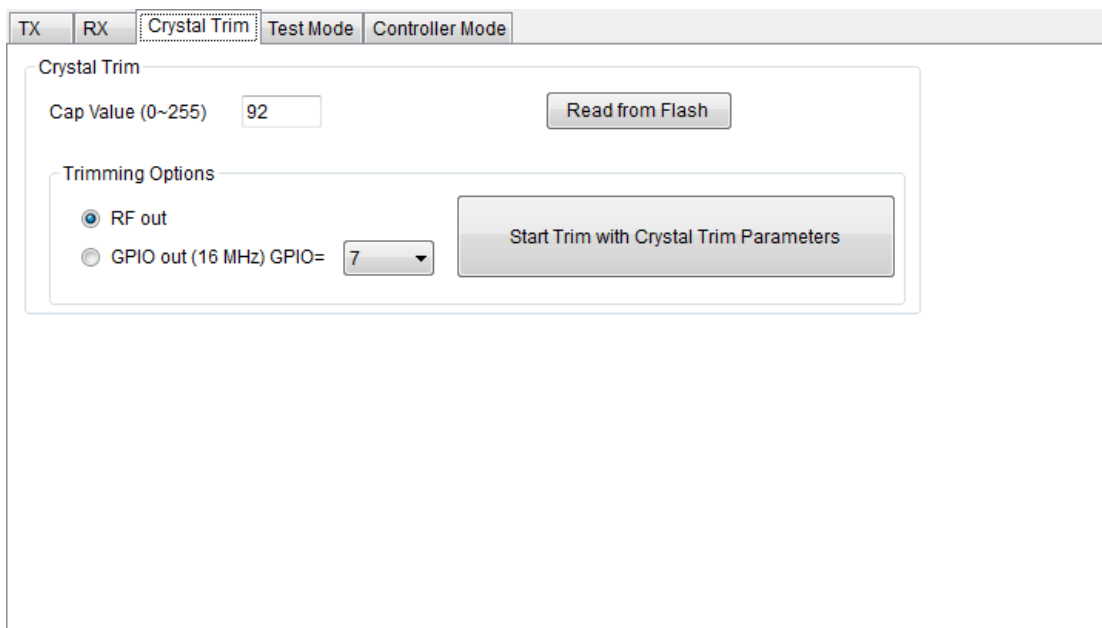 TX RX Crystal Trim Test Mode Controller Mode
Crystal Trim
Cap Value (0~255) 92 Read from Flash
Trimming Options
RF out
Start Trim with Crystal Trim Parameters
GPIO out (16 MHz) GPIO= 7